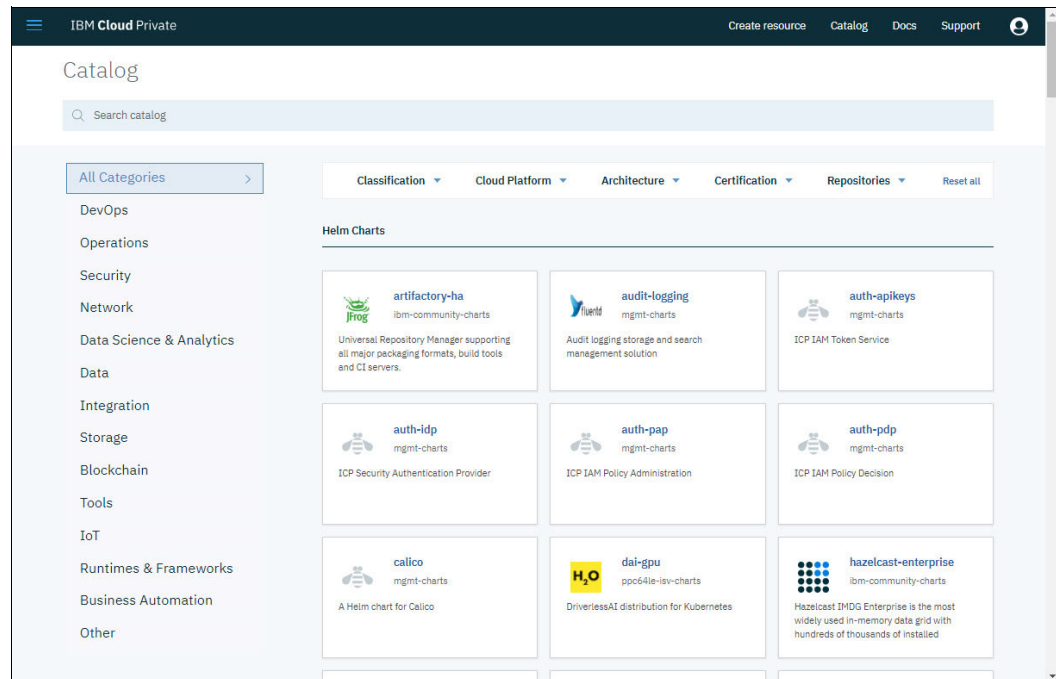 IBM Cloud Private
Create resource
Catalog
Docs
Support
Catalog
Search catalog
All Categories
DevOps
Operations
Security
Network
Data Science & Analytics
Data
Integration
Storage
Blockchain
Tools
IoT
Runtimes & Frameworks
Business Automation
Other
Classification
Cloud Platform
Architecture
Certification
Repositories
Reset all
Helm Charts
JFrog
artifactory-ha
ibm-community-charts
Universal Repository Manager supporting
all major packaging formats, build tools
and CI servers.
fluentd
audit-logging
mgmt-charts
Audit logging storage and search
management solution
auth-apikeys
mgmt-charts
ICP IAM Token Service
auth-idp
mgmt-charts
ICP Security Authentication Provider
auth-pap
mgmt-charts
ICP IAM Policy Administration
auth-pdp
mgmt-charts
ICP IAM Policy Decision
calico
mgmt-charts
A Helm chart for Calico
H2O
dai-gpu
ppc64le-isv-charts
DriverlessAI distribution for Kubernetes
hazelcast-enterprise
ibm-community-charts
Hazelcast IMDG Enterprise is the most
widely used in-memory data grid with
hundreds of thousands of installed